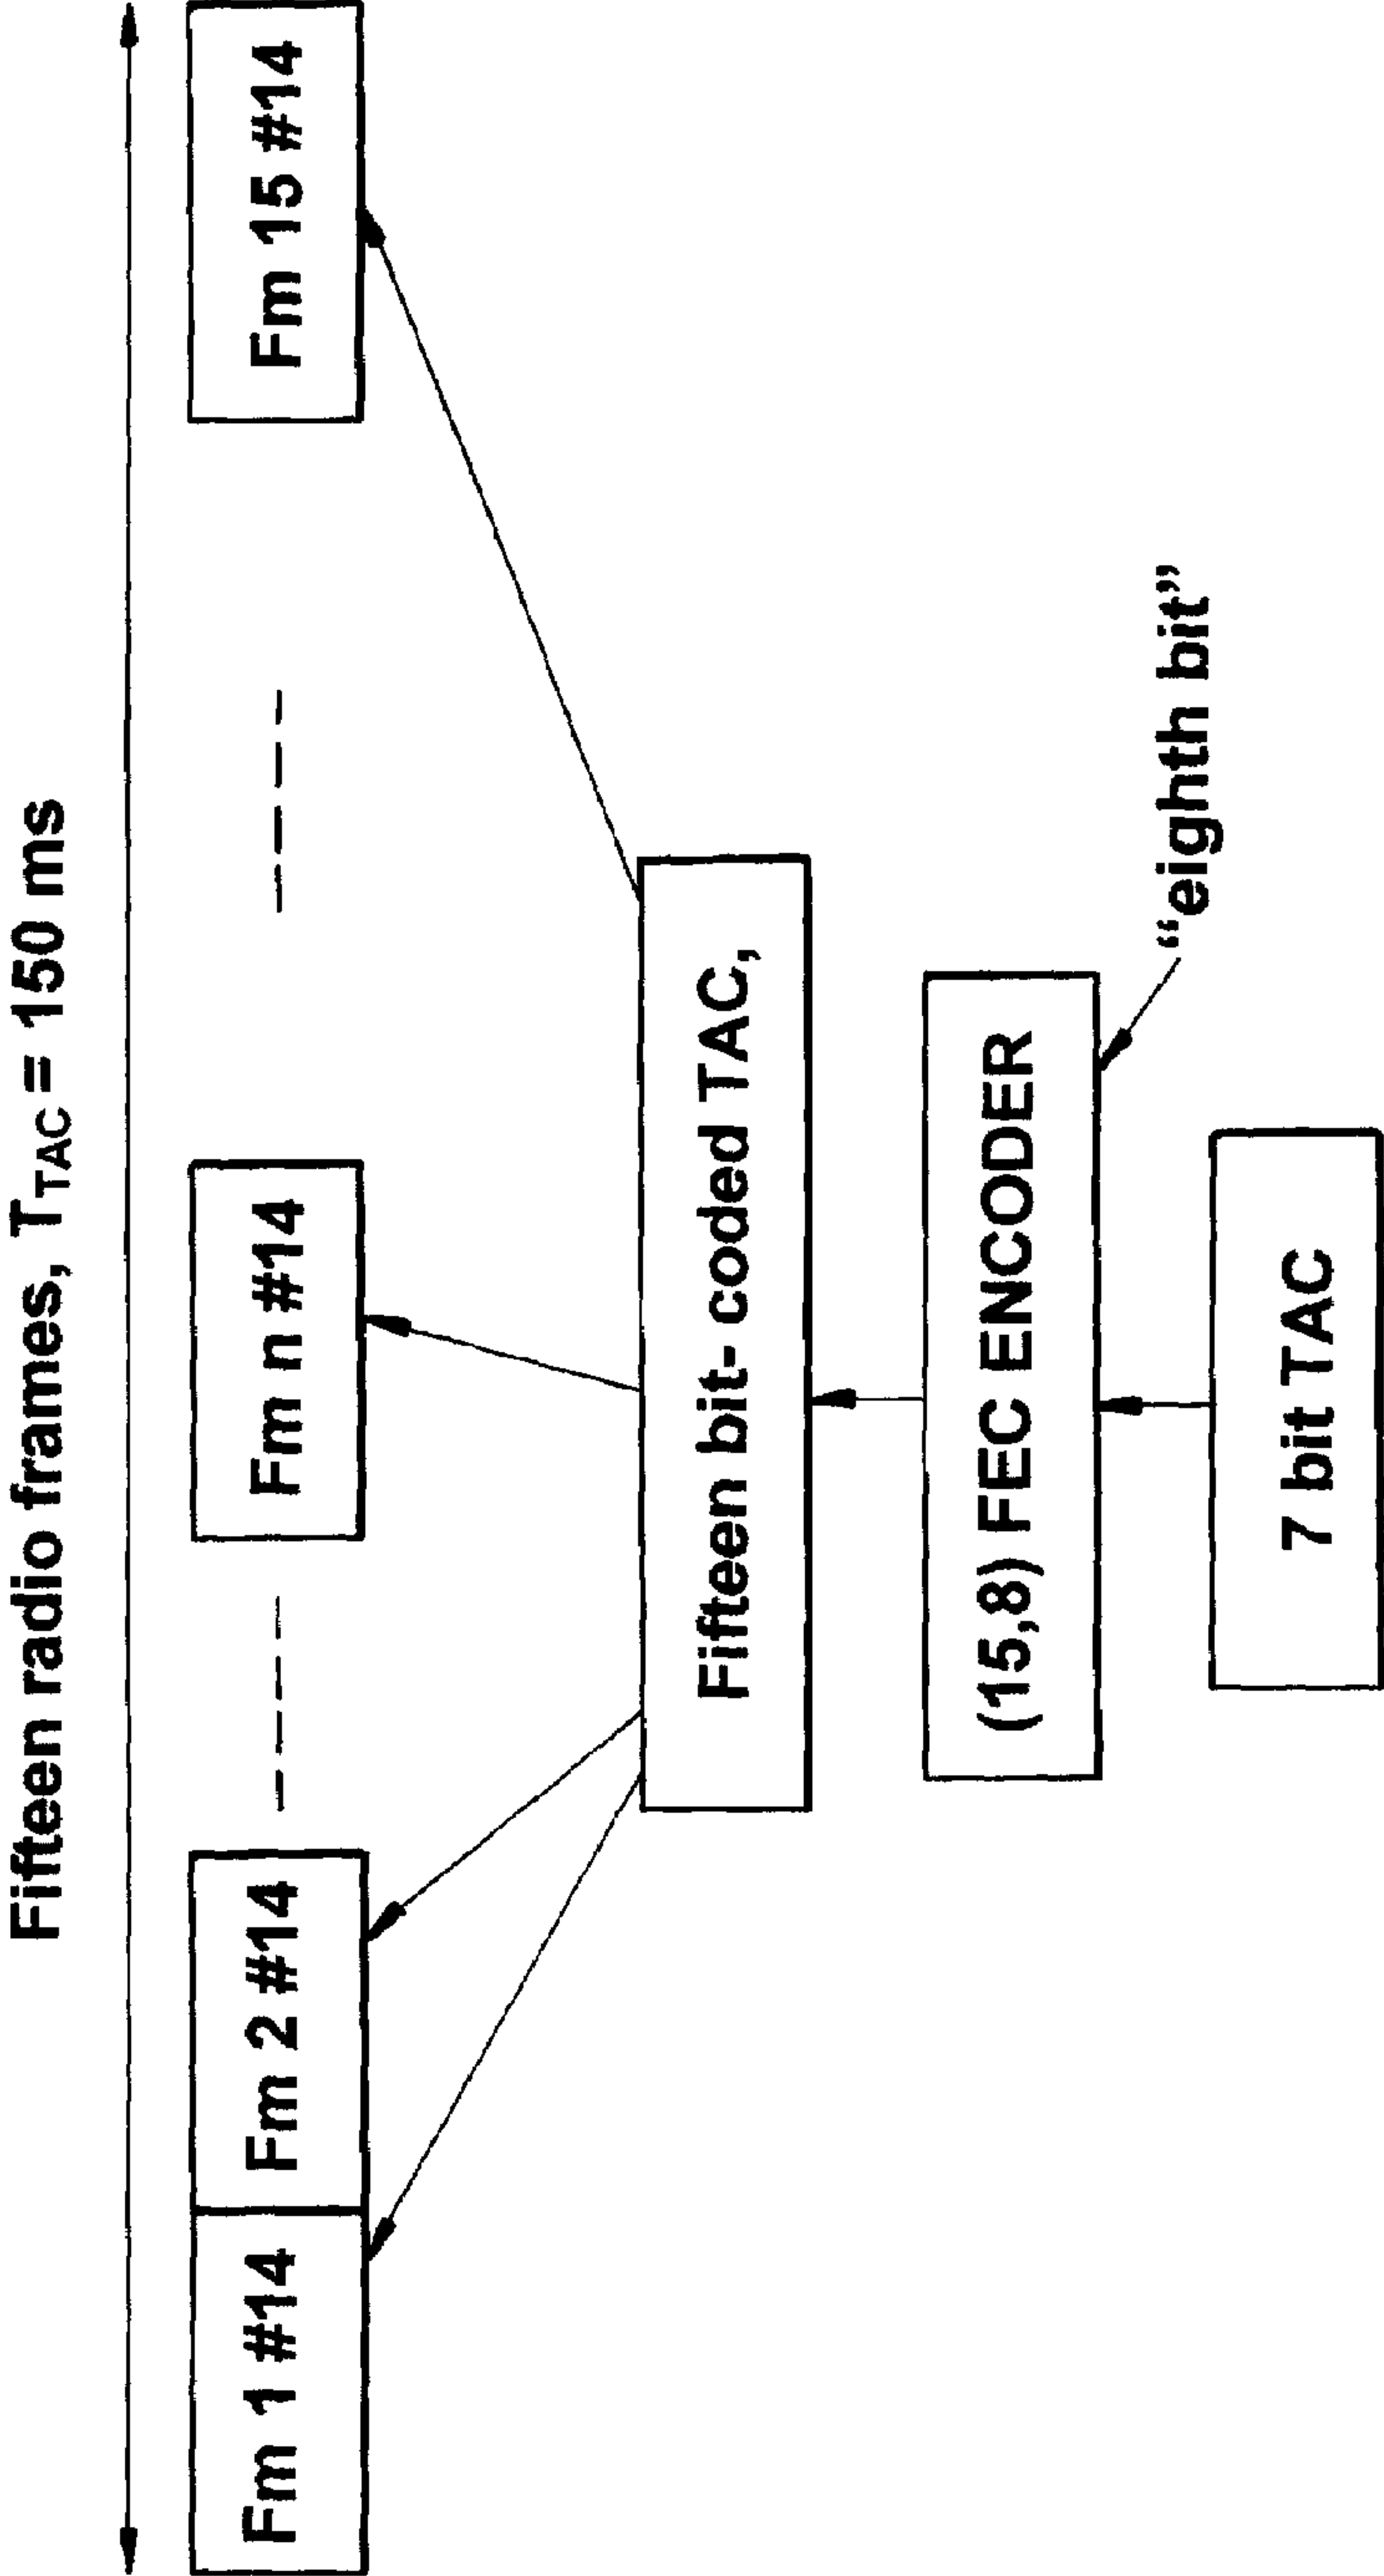 Fifteen radio frames, TTAC = 150 ms
Fm 1 #14
Fm 2 #14
Fm n #14
Fm 15 #14
Fifteen bit- coded TAC,
(15,8) FEC ENCODER
“eighth bit”
7 bit TAC